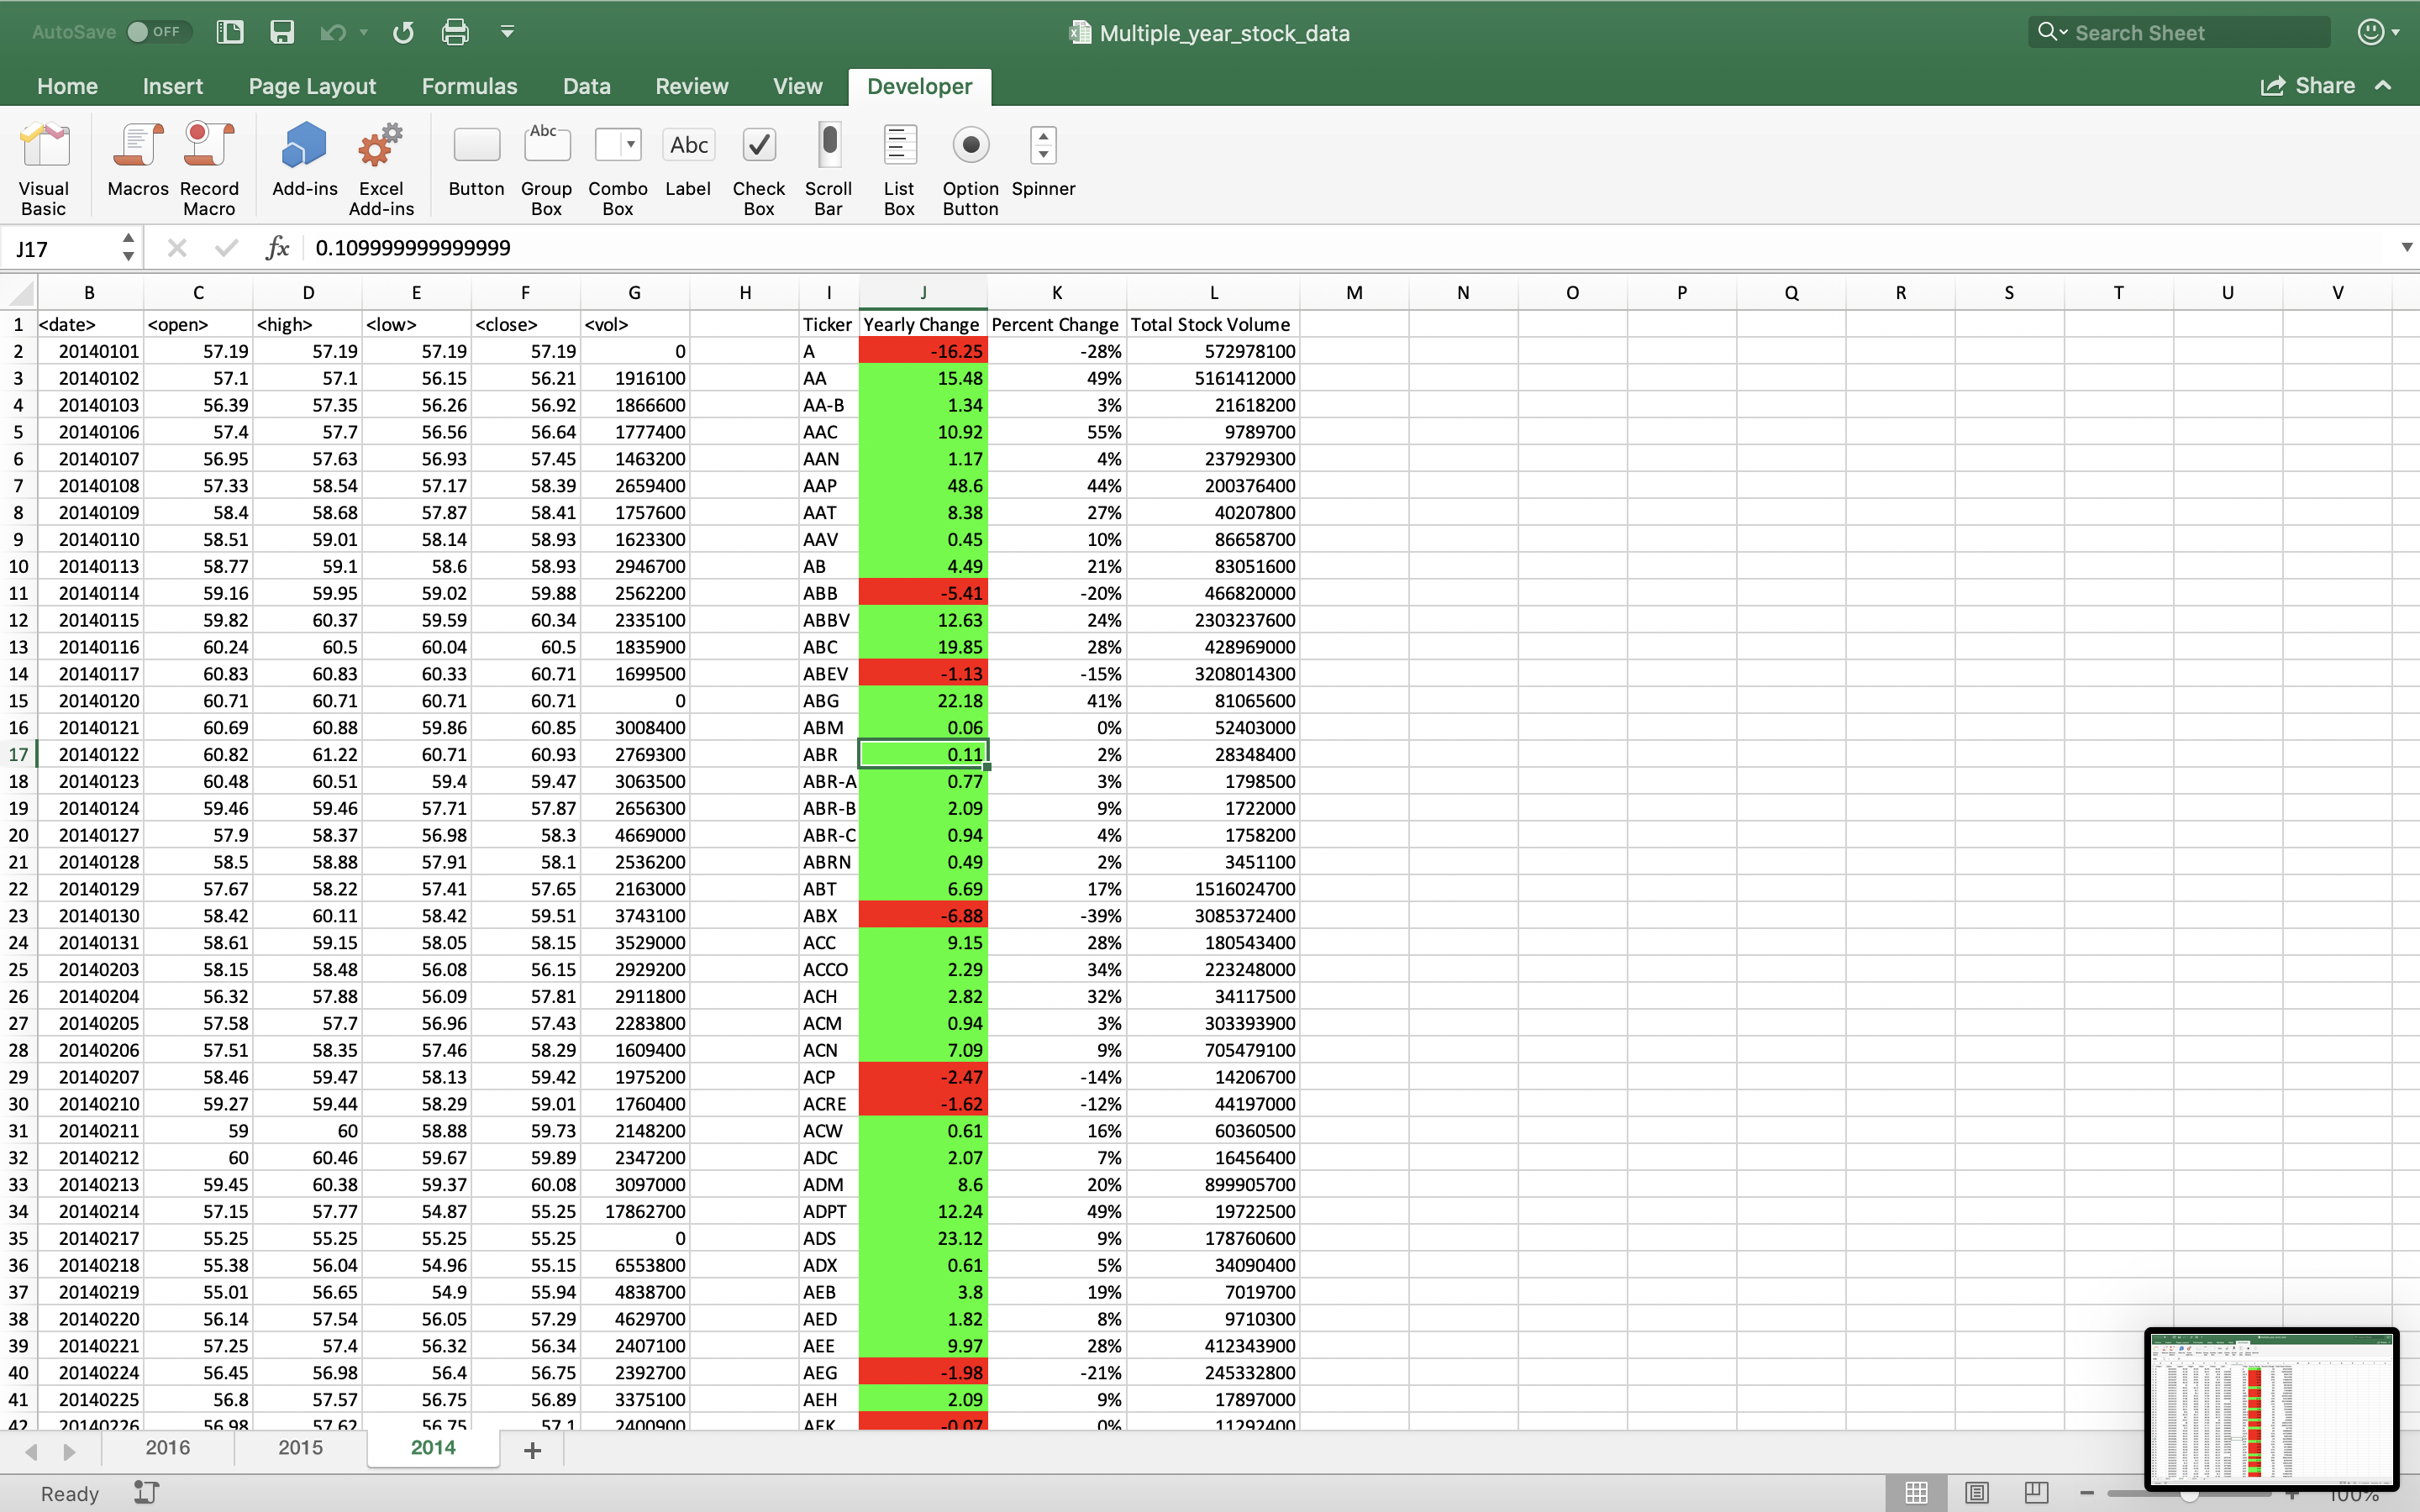 AutoSave OFF Multiple_year_stock_data Search Sheet
Home Insert Page Layout Formulas Data Review View Developer Share
Visual Basic Macros Record Macro Add-ins Excel Add-ins Button Group Box Combo Box Label Check Box Scroll Bar List Box Option Button Spinner
Abc Abc
J17 fx 0.109999999999999
B C D E F G H I J K L M N O P Q R S T U V
1 <date> <open> <high> <low> <close> <vol> Ticker Yearly Change Percent Change Total Stock Volume
2 20140101 57.19 57.19 57.19 57.19 0 A -16.25 -28% 572978100
3 20140102 57.1 57.1 56.15 56.21 1916100 AA 15.48 49% 5161412000
4 20140103 56.39 57.35 56.26 56.92 1866600 AA-B 1.34 3% 21618200
5 20140106 57.4 57.7 56.56 56.64 1777400 AAC 10.92 55% 9789700
6 20140107 56.95 57.63 56.93 57.45 1463200 AAN 1.17 4% 237929300
7 20140108 57.33 58.54 57.17 58.39 2659400 AAP 48.6 44% 200376400
8 20140109 58.4 58.68 57.87 58.41 1757600 AAT 8.38 27% 40207800
9 20140110 58.51 59.01 58.14 58.93 1623300 AAV 0.45 10% 86658700
10 20140113 58.77 59.1 58.6 58.93 2946700 AB 4.49 21% 83051600
11 20140114 59.16 59.95 59.02 59.88 2562200 ABB -5.41 -20% 466820000
12 20140115 59.82 60.37 59.59 60.34 2335100 ABBV 12.63 24% 2303237600
13 20140116 60.24 60.5 60.04 60.5 1835900 ABC 19.85 28% 428969000
14 20140117 60.83 60.83 60.33 60.71 1699500 ABEV -1.13 -15% 3208014300
15 20140120 60.71 60.71 60.71 60.71 0 ABG 22.18 41% 81065600
16 20140121 60.69 60.88 59.86 60.85 3008400 ABM 0.06 0% 52403000
17 20140122 60.82 61.22 60.71 60.93 2769300 ABR 0.11 2% 28348400
18 20140123 60.48 60.51 59.4 59.47 3063500 ABR-A 0.77 3% 1798500
19 20140124 59.46 59.46 57.71 57.87 2656300 ABR-B 2.09 9% 1722000
20 20140127 57.9 58.37 56.98 58.3 4669000 ABR-C 0.94 4% 1758200
21 20140128 58.5 58.88 57.91 58.1 2536200 ABRN 0.49 2% 3451100
22 20140129 57.67 58.22 57.41 57.65 2163000 ABT 6.69 17% 1516024700
23 20140130 58.42 60.11 58.42 59.51 3743100 ABX -6.88 -39% 3085372400
24 20140131 58.61 59.15 58.05 58.15 3529000 ACC 9.15 28% 180543400
25 20140203 58.15 58.48 56.08 56.15 2929200 ACCO 2.29 34% 223248000
26 20140204 56.32 57.88 56.09 57.81 2911800 ACH 2.82 32% 34117500
27 20140205 57.58 57.7 56.96 57.43 2283800 ACM 0.94 3% 303393900
28 20140206 57.51 58.35 57.46 58.29 1609400 ACN 7.09 9% 705479100
29 20140207 58.46 59.47 58.13 59.42 1975200 ACP -2.47 -14% 14206700
30 20140210 59.27 59.44 58.29 59.01 1760400 ACRE -1.62 -12% 44197000
31 20140211 59 60 58.88 59.73 2148200 ACW 0.61 16% 60360500
32 20140212 60 60.46 59.67 59.89 2347200 ADC 2.07 7% 16456400
33 20140213 59.45 60.38 59.37 60.08 3097000 ADM 8.6 20% 899905700
34 20140214 57.15 57.77 54.87 55.25 17862700 ADPT 12.24 49% 19722500
35 20140217 55.25 55.25 55.25 55.25 0 ADS 23.12 9% 178760600
36 20140218 55.38 56.04 54.96 55.15 6553800 ADX 0.61 5% 34090400
37 20140219 55.01 56.65 54.9 55.94 4838700 AEB 3.8 19% 7019700
38 20140220 56.14 57.54 56.05 57.29 4629700 AED 1.82 8% 9710300
39 20140221 57.25 57.4 56.32 56.34 2407100 AEE 9.97 28% 412343900
40 20140224 56.45 56.98 56.4 56.75 2392700 AEG -1.98 -21% 245332800
41 20140225 56.8 57.57 56.75 56.89 3375100 AEH 2.09 9% 17897000
42 20140226 56.98 57.62 56.75 57.1 2400900 AEK -0.07 0% 11292400
2016 2015 2014
Ready 100%